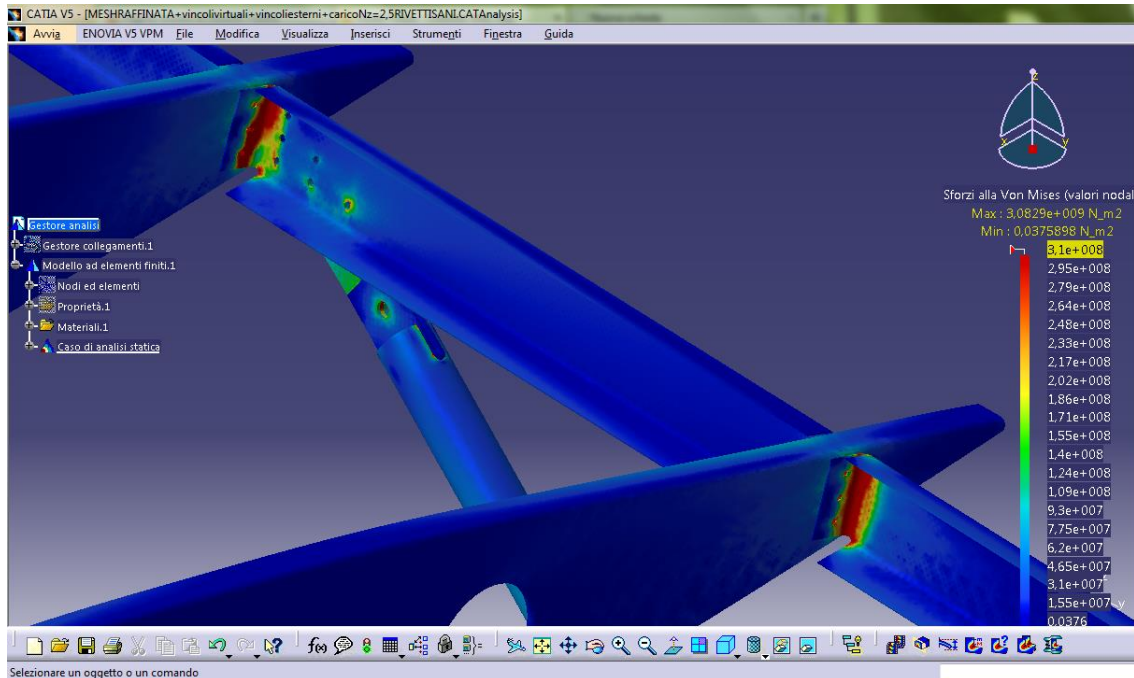 CATIA V5 - [MESHRAFFINATA+vincolivirtuali+vincoliesterni+caricoNz=2,5RIVETTISANI.CATAnalysis]
Avvia ENOVIA V5 VPM File Modifica Visualizza Inserisci Strumenti Finestra Guida
z
x y
Sforzi alla Von Mises (valori nodal
Max : 3,0829e+009 N_m2
Min : 0,0375898 N_m2
3,1e+008
2,95e+008
2,79e+008
2,64e+008
2,48e+008
2,33e+008
2,17e+008
2,02e+008
1,86e+008
1,71e+008
1,55e+008
1,4e+008
1,24e+008
1,09e+008
9,3e+007
7,75e+007
6,2e+007
4,65e+007
3,1e+007
1,55e+007 y
0,0376
Gestore analisi
Gestore collegamenti.1
Modello ad elementi finiti.1
Nodi ed elementi
Proprietà.1
Materiali.1
Caso di analisi statica
f(x)
Selezionare un oggetto o un comando